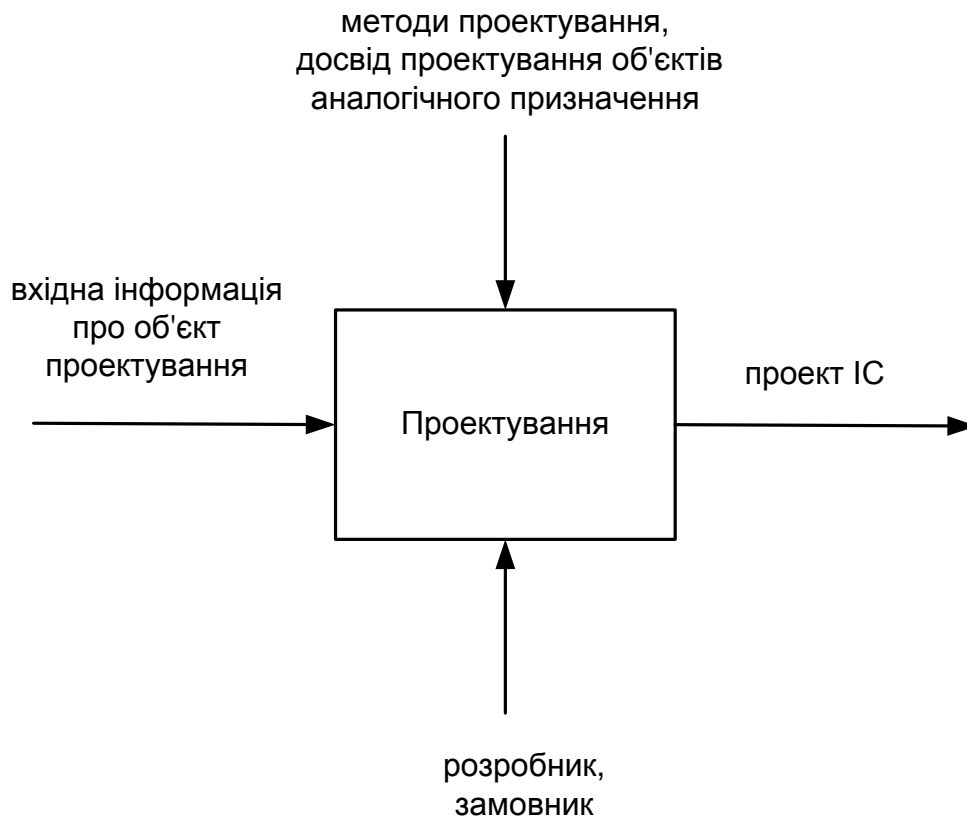 методи проектування,
досвід проектування об'єктів
аналогічного призначення
вхідна інформація
про об'єкт
проектування
Проектування
проект ІС
розробник,
замовник